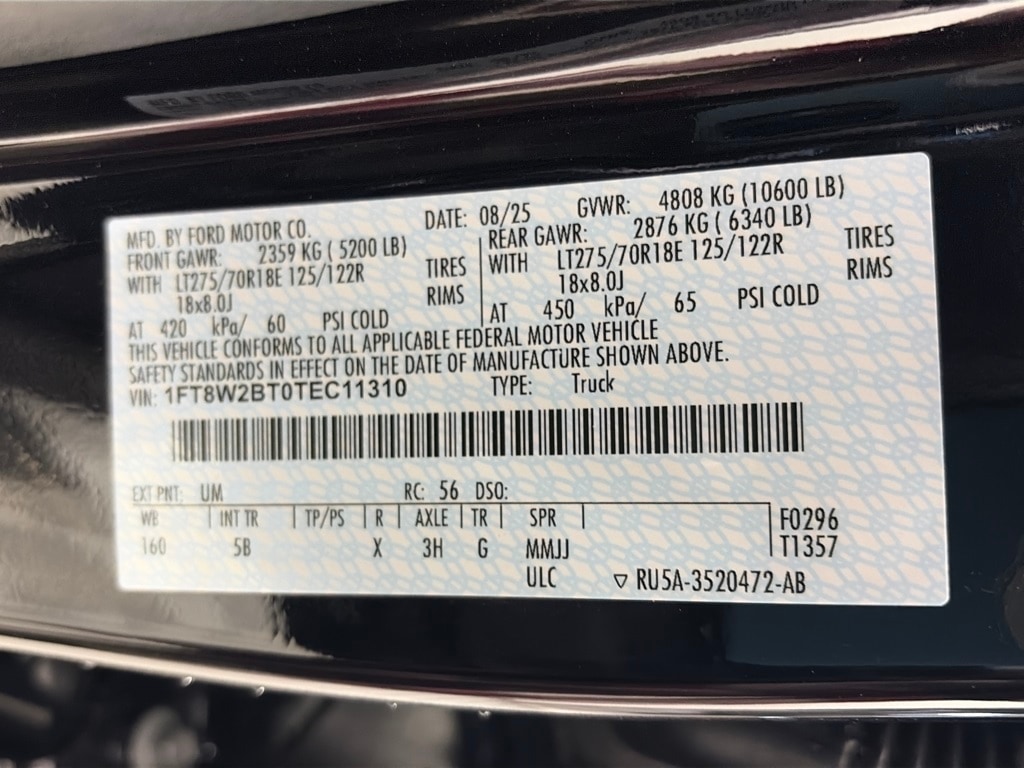 MFD. BY FORD MOTOR CO. DATE: 08/25 GVWR: 4808 KG (10600 LB)
FRONT GAWR: 2359 KG ( 5200 LB) REAR GAWR: 2876 KG ( 6340 LB)
WITH LT275/70R18E 125/122R TIRES WITH LT275/70R18E 125/122R TIRES
18x8.0J RIMS 18x8.0J RIMS
AT 420 kPa/ 60 PSI COLD AT 450 kPa/ 65 PSI COLD
THIS VEHICLE CONFORMS TO ALL APPLICABLE FEDERAL MOTOR VEHICLE
SAFETY STANDARDS IN EFFECT ON THE DATE OF MANUFACTURE SHOWN ABOVE.
VIN: 1FT8W2BT0TEC11310 TYPE: Truck
EXT PNT: UM RC: 56 DSO:
WB INT TR TP/PS R AXLE TR SPR F0296
160 5B X 3H G MMJJ T1357
ULC ▽ RU5A-3520472-AB